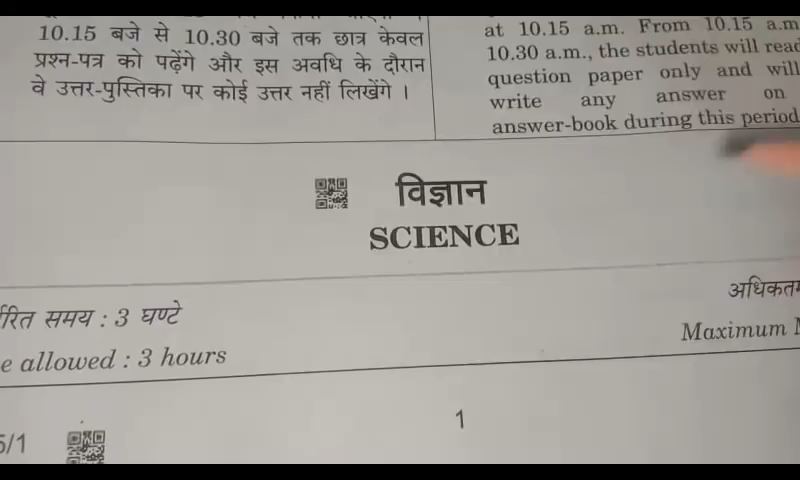 10.15 बजे से 10.30 बजे तक छात्र केवल
प्रश्न-पत्र को पढ़ेंगे और इस अवधि के दौरान
वे उत्तर-पुस्तिका पर कोई उत्तर नहीं लिखेंगे ।
at 10.15 a.m. From 10.15 a.m
10.30 a.m., the students will read
question paper only and will
write any answer on
answer-book during this period
विज्ञान
SCIENCE
रित समय : 3 घण्टे
अधिकतम
e allowed : 3 hours
Maximum M
5/1
1